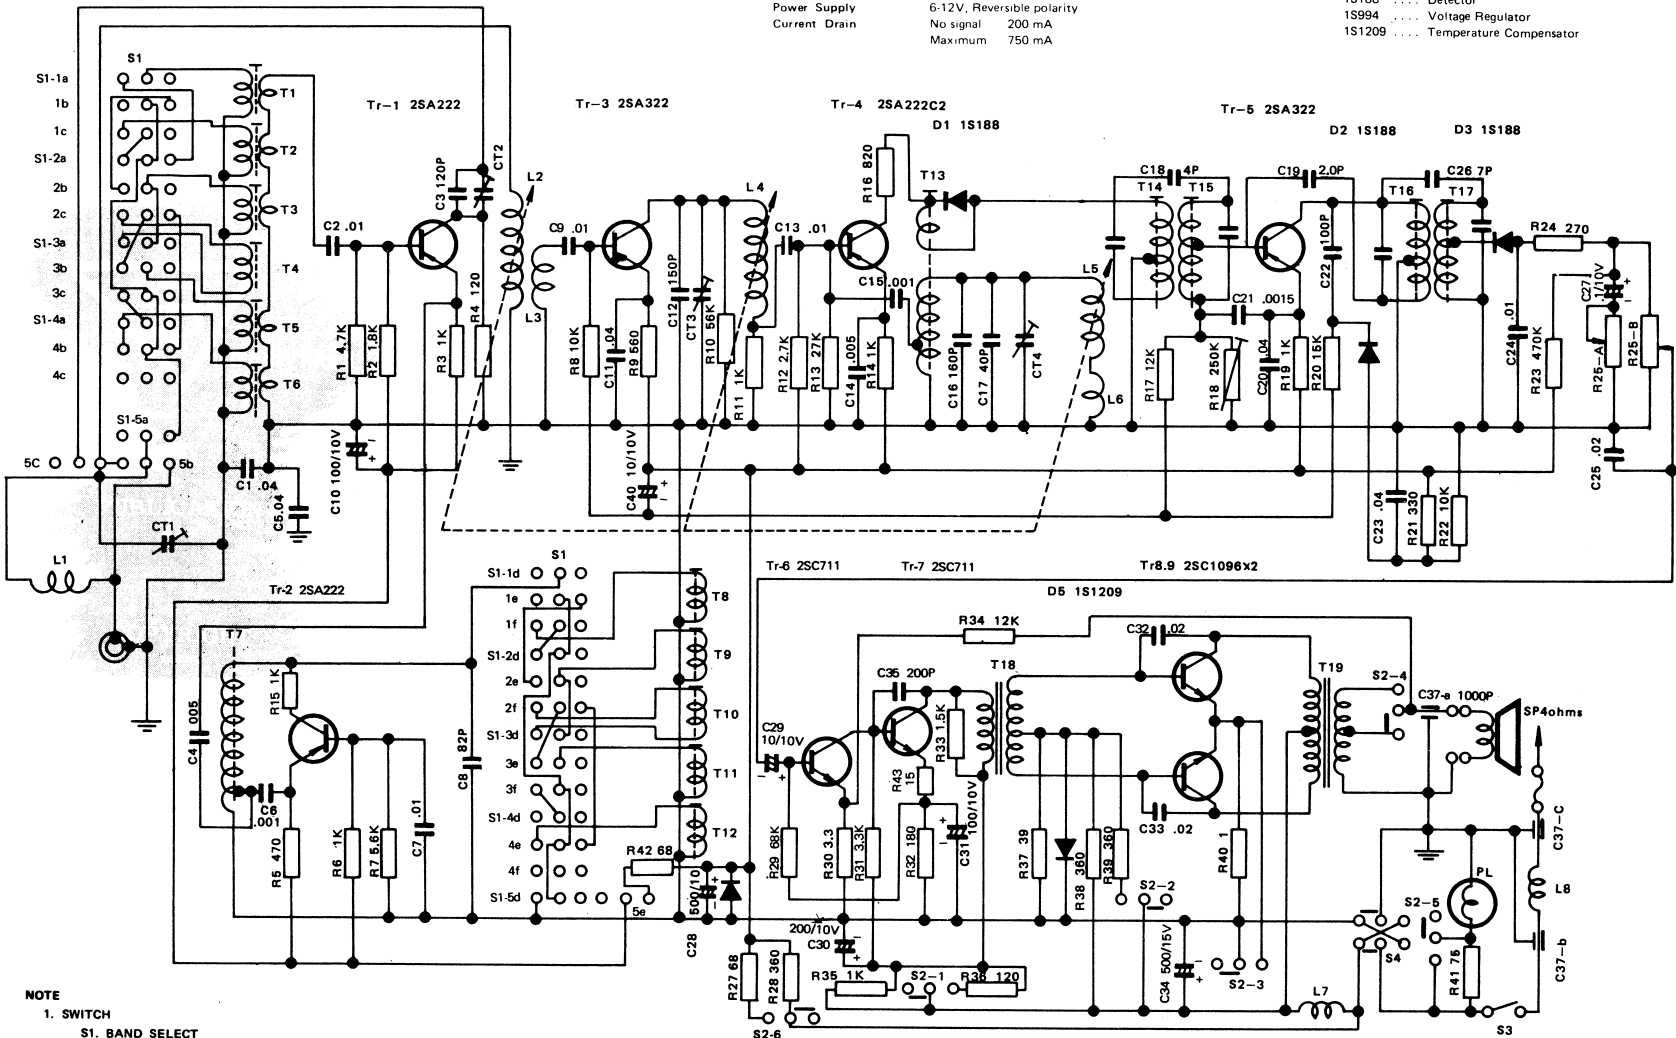 Power Supply 6-12V, Reversible polarity
Current Drain No signal 200 mA
Maximum 750 mA
Detector
1S994 .... Voltage Regulator
1S1209 .... Temperature Compensator
S1
S1-1a
1b
1c
S1-2a
2b
2c
S1-3a
3b
3c
S1-4a
4b
4c
S1-5a
5C
5b
T1
T2
T3
T4
T5
T6
Tr-1 2SA222
Tr-3 2SA322
Tr-4 2SA222C2
D1 1S188
Tr-5 2SA322
D2 1S188
D3 1S188
C2 .01
C3 120P
CT2
L2
L3
R1 4.7K
R2 1.8K
R3 1K
R4 120
C10 100/10V
C1 .04
C5.04
CT1
L1
C9 .01
R8 10K
C11 .04
R9 560
C12 150P
CT3
R10 56K
L4
R11 1K
C40 10/10V
C13 .01
R12 2.7K
R13 27K
C14 .005
R14 1K
C15 .001
R16 820
T13
C16 160P
C17 40P
CT4
L5
L6
C18 4P
T14
T15
R17 12K
R18 250K
C21 .0015
C20 .04
R19 1K
R20 15K
C19 2.0P
C22 100P
T16
C26 7P
T17
C23 .04
R21 330
R22 10K
C24 .01
R23 470K
R24 270
C27 1/10V
R25-A
R25-B
C25 .02
Tr-2 2SA222
T7
R15 1K
C4 005
C6 .001
R5 470
R6 1K
R7 5.6K
C7 .01
C8 82P
S1
S1-1d
1e
1f
S1-2d
2e
2f
S1-3d
3e
3f
S1-4d
4e
4f
S1-5d
5e
T8
T9
T10
T11
T12
R42 68
500/10
C28
Tr-6 2SC711
Tr-7 2SC711
Tr8.9 2SC1096x2
D5 1S1209
R34 12K
C29
10/10V
C35 200P
R33 1.5K
R43
15
R29 68K
R30 3.3
R31 3.3K
R32 180
C31 100/10V
T18
C32 .02
C33 .02
R37 39
R38 360
R39 360
R40 1
T19
S2-4
C37-a 1000P
SP4ohms
200/10V
C30
R27 68
R28 360
R35 1K
S2-1
R36 120
S2-2
C34 500/15V
S2-3
L7
S4
S2-5
PL
R41 75
L8
C37-C
C37-b
S3
S2-6
NOTE
1. SWITCH
S1. BAND SELECT